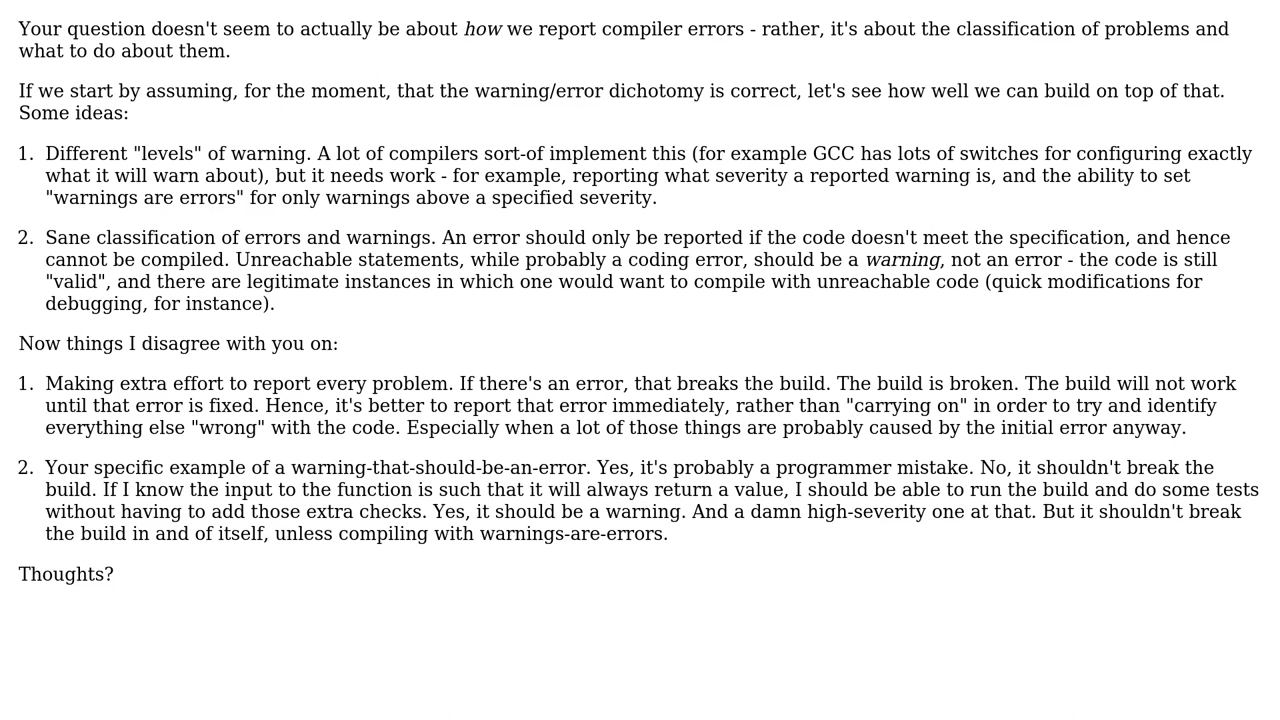 Your question doesn't seem to actually be about how we report compiler errors - rather, it's about the classification of problems and
what to do about them.
If we start by assuming, for the moment, that the warning/error dichotomy is correct, let's see how well we can build on top of that.
Some ideas:
1. Different "levels" of warning. A lot of compilers sort-of implement this (for example GCC has lots of switches for configuring exactly
what it will warn about), but it needs work - for example, reporting what severity a reported warning is, and the ability to set
"warnings are errors" for only warnings above a specified severity.
2. Sane classification of errors and warnings. An error should only be reported if the code doesn't meet the specification, and hence
cannot be compiled. Unreachable statements, while probably a coding error, should be a warning, not an error - the code is still
"valid", and there are legitimate instances in which one would want to compile with unreachable code (quick modifications for
debugging, for instance).
Now things I disagree with you on:
1. Making extra effort to report every problem. If there's an error, that breaks the build. The build is broken. The build will not work
until that error is fixed. Hence, it's better to report that error immediately, rather than "carrying on" in order to try and identify
everything else "wrong" with the code. Especially when a lot of those things are probably caused by the initial error anyway.
2. Your specific example of a warning-that-should-be-an-error. Yes, it's probably a programmer mistake. No, it shouldn't break the
build. If I know the input to the function is such that it will always return a value, I should be able to run the build and do some tests
without having to add those extra checks. Yes, it should be a warning. And a damn high-severity one at that. But it shouldn't break
the build in and of itself, unless compiling with warnings-are-errors.
Thoughts?